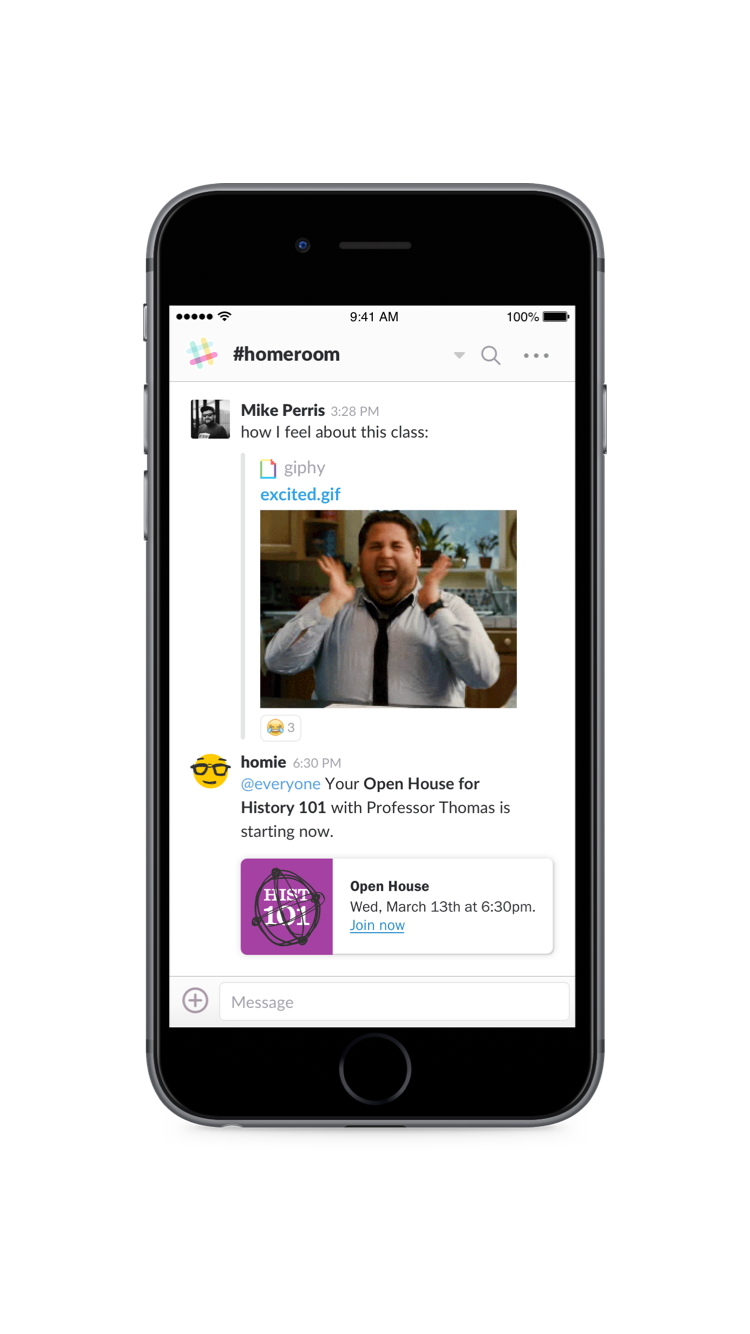 9:41 AM
100%
#homeroom
Mike Perris 3:28 PM
how I feel about this class:
giphy
excited.gif
3
homie 6:30 PM
@everyone Your Open House for
History 101 with Professor Thomas is
starting now.
HIST
101
Open House
Wed, March 13th at 6:30pm.
Join now
Message